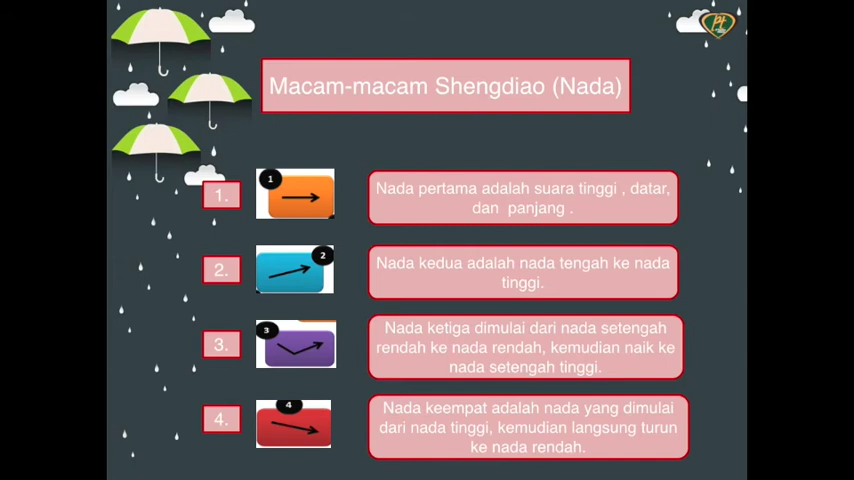 Macam-macam Shengdiao (Nada)
1.
1
Nada pertama adalah suara tinggi , datar,
dan panjang .
2.
2
Nada kedua adalah nada tengah ke nada
tinggi.
3.
3
Nada ketiga dimulai dari nada setengah
rendah ke nada rendah, kemudian naik ke
nada setengah tinggi.
4.
4
Nada keempat adalah nada yang dimulai
dari nada tinggi, kemudian langsung turun
ke nada rendah.